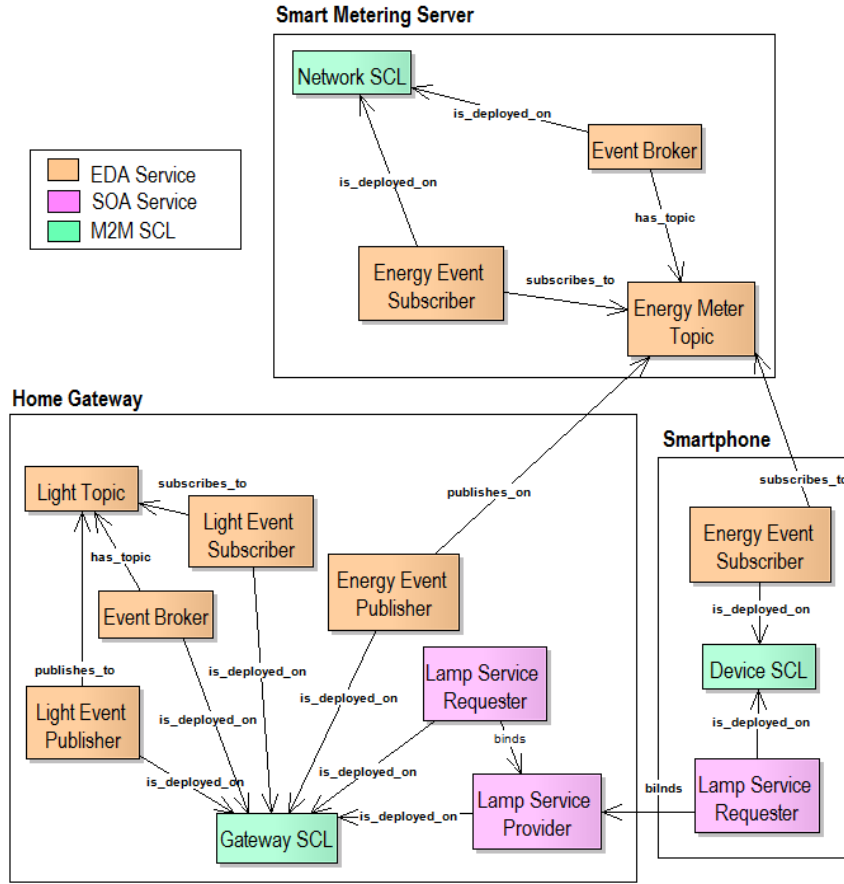 Smart Metering Server
Network SCL
is_deployed_on
Event Broker
EDA Service
SOA Service
M2M SCL
is_deployed_on
has_topic
Energy Event
Subscriber
subscribes_to
Energy Meter
Topic
Home Gateway
Smartphone
Light Topic
subscribes_to
Light Event
Subscriber
publishes_on
subscribes_to
has_topic
Energy Event
Publisher
Energy Event
Subscriber
Event Broker
is_deployed_on
publishes_to
is_deployed_on
Lamp Service
Requester
Device SCL
Light Event
Publisher
is_deployed_on
is_deployed_on
is_deployed_on
binds
is_deployed_on
is_deployed_on
Lamp Service
Provider
bilnds
Lamp Service
Requester
is_deployed_on
Gateway SCL